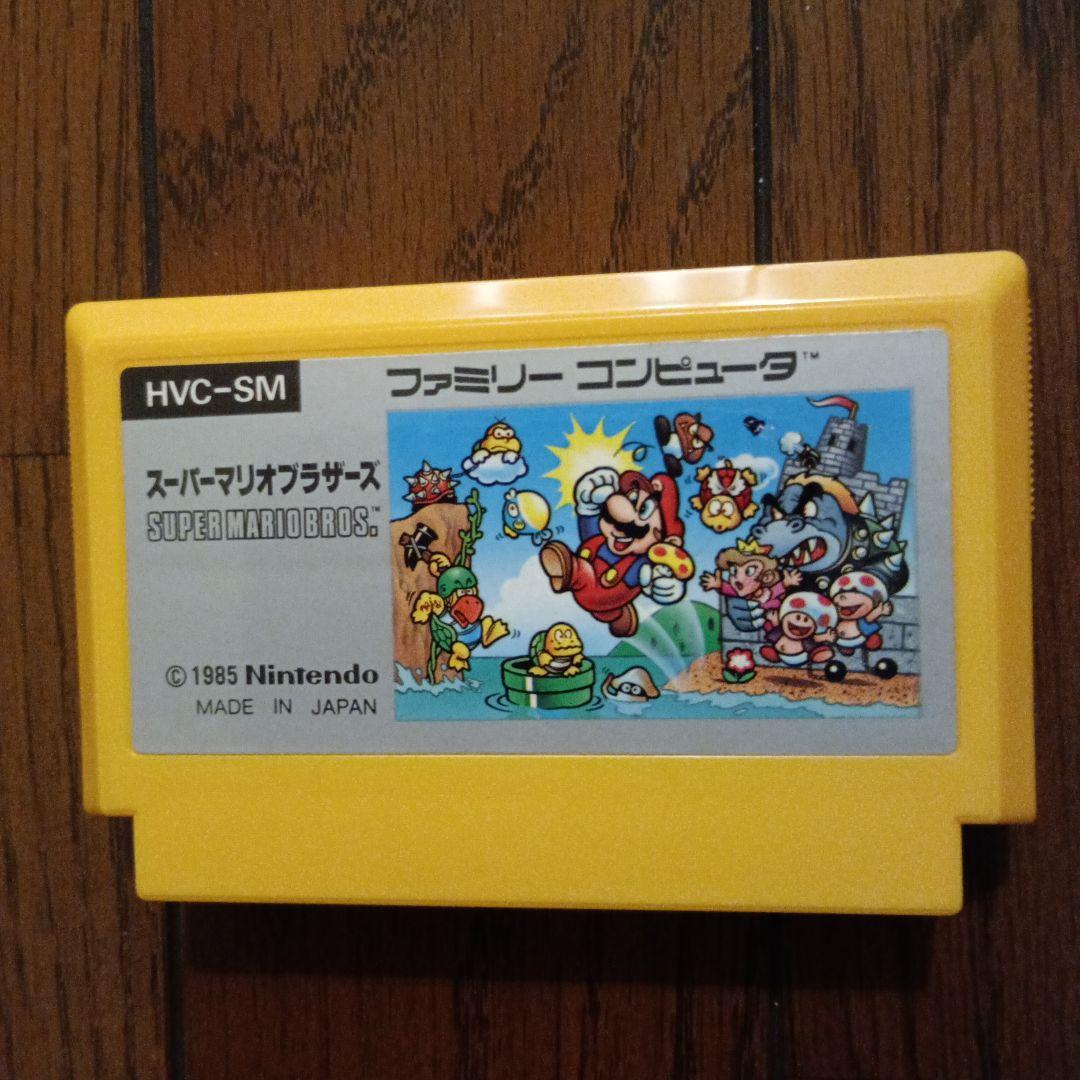 HVC-SM
ファミリー コンピュータ™
スーパーマリオブラザーズ
SUPER MARIO BROS.™
© 1985 Nintendo
MADE IN JAPAN